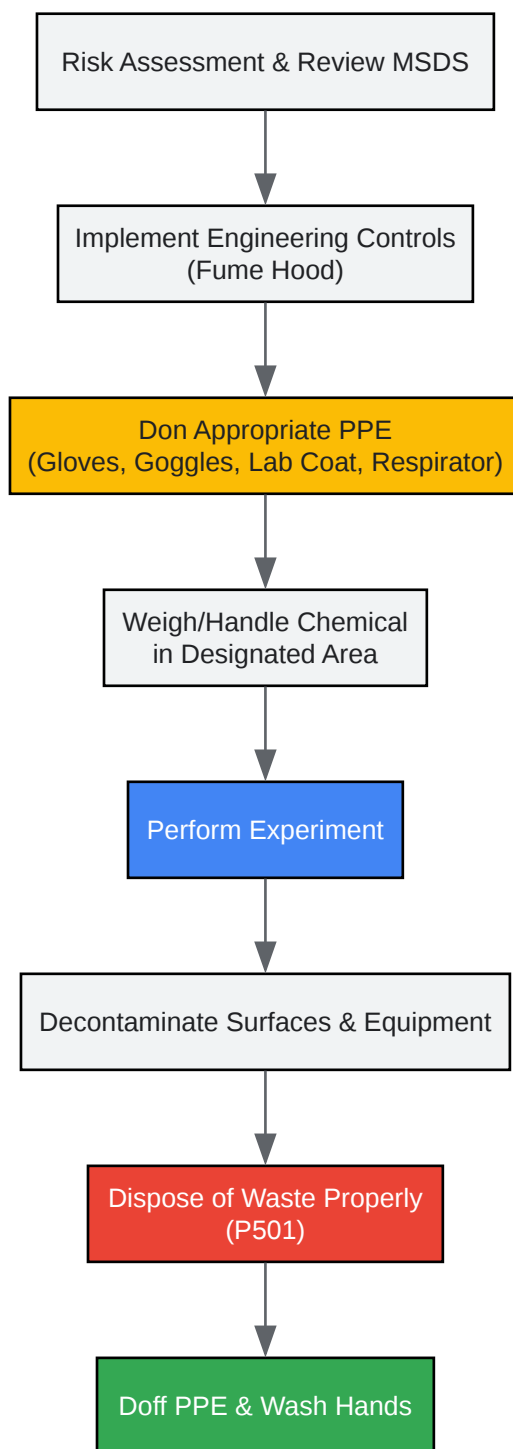 Risk Assessment & Review MSDS
Implement Engineering Controls
(Fume Hood)
Don Appropriate PPE
(Gloves, Goggles, Lab Coat, Respirator)
Weigh/Handle Chemical
in Designated Area
Perform Experiment
Decontaminate Surfaces & Equipment
Dispose of Waste Properly
(P501)
Doff PPE & Wash Hands